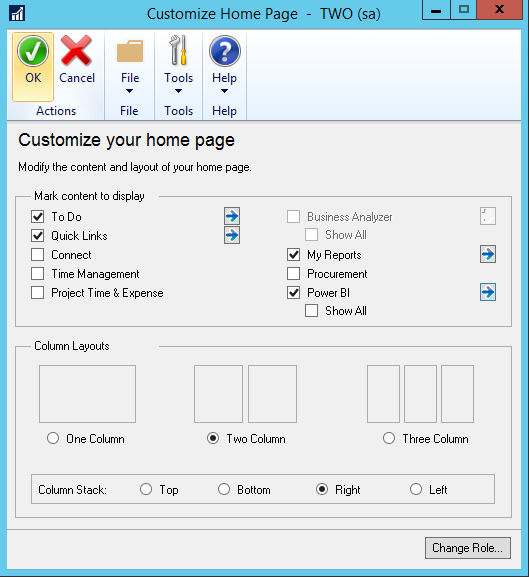 Customize Home Page - TWO (sa)
OK Cancel File Tools Help
Actions File Tools Help
Customize your home page
Modify the content and layout of your home page.
Mark content to display
To Do
Quick Links
Connect
Time Management
Project Time & Expense
Business Analyzer
Show All
My Reports
Procurement
Power BI
Show All
Column Layouts
One Column Two Column Three Column
Column Stack: Top Bottom Right Left
Change Role...